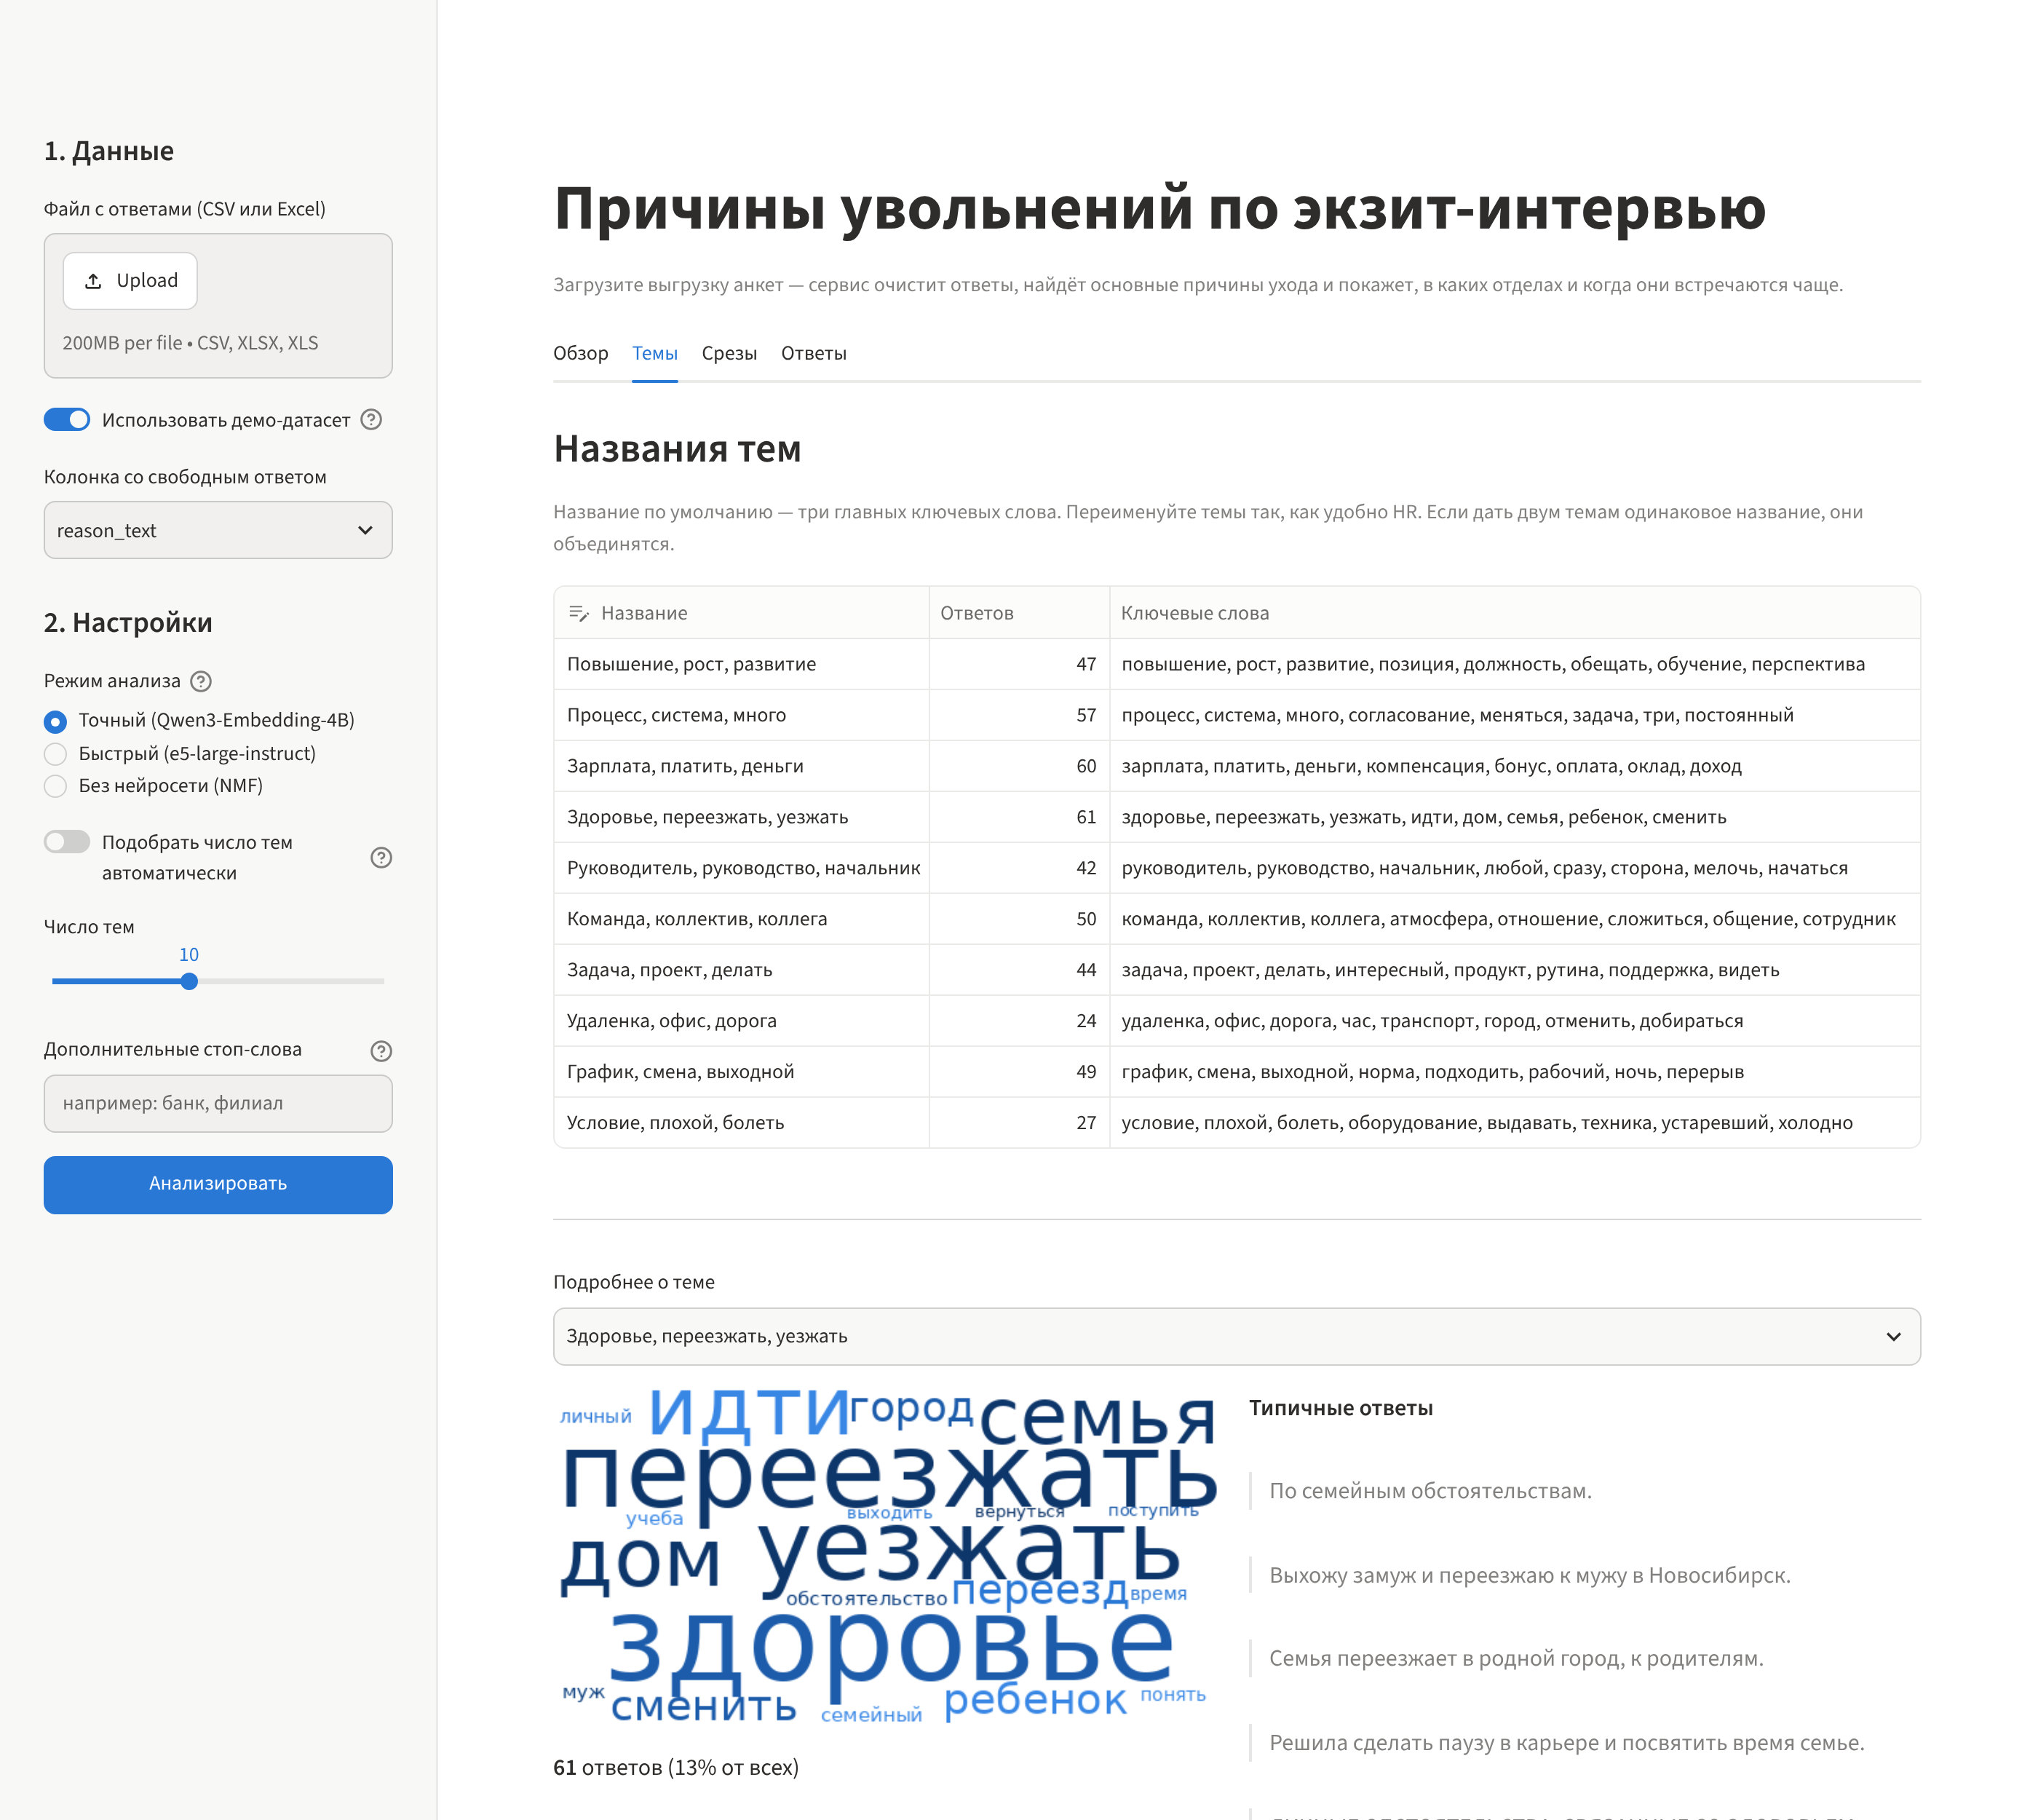 1. Данные
Файл с ответами (CSV или Excel)
Upload
200MB per file • CSV, XLSX, XLS
Использовать демо-датасет
Колонка со свободным ответом
reason_text
2. Настройки
Режим анализа
Точный (Qwen3-Embedding-4B)
Быстрый (e5-large-instruct)
Без нейросети (NMF)
Подобрать число тем
автоматически
Число тем
10
Дополнительные стоп-слова
например: банк, филиал
Анализировать
Причины увольнений по экзит-интервью
Загрузите выгрузку анкет — сервис очистит ответы, найдёт основные причины ухода и покажет, в каких отделах и когда они встречаются чаще.
Обзор Темы Срезы Ответы
Названия тем
Название по умолчанию — три главных ключевых слова. Переименуйте темы так, как удобно HR. Если дать двум темам одинаковое название, они
объединятся.
Название Ответов Ключевые слова
Повышение, рост, развитие 47 повышение, рост, развитие, позиция, должность, обещать, обучение, перспектива
Процесс, система, много 57 процесс, система, много, согласование, меняться, задача, три, постоянный
Зарплата, платить, деньги 60 зарплата, платить, деньги, компенсация, бонус, оплата, оклад, доход
Здоровье, переезжать, уезжать 61 здоровье, переезжать, уезжать, идти, дом, семья, ребенок, сменить
Руководитель, руководство, начальник 42 руководитель, руководство, начальник, любой, сразу, сторона, мелочь, начаться
Команда, коллектив, коллега 50 команда, коллектив, коллега, атмосфера, отношение, сложиться, общение, сотрудник
Задача, проект, делать 44 задача, проект, делать, интересный, продукт, рутина, поддержка, видеть
Удаленка, офис, дорога 24 удаленка, офис, дорога, час, транспорт, город, отменить, добираться
График, смена, выходной 49 график, смена, выходной, норма, подходить, рабочий, ночь, перерыв
Условие, плохой, болеть 27 условие, плохой, болеть, оборудование, выдавать, техника, устаревший, холодно
Подробнее о теме
Здоровье, переезжать, уезжать
личный идти город семья
переезжать
учеба выходить вернуться поступить
дом уезжать
обстоятельство переезд время
здоровье
муж сменить семейный ребенок понять
61 ответов (13% от всех)
Типичные ответы
По семейным обстоятельствам.
Выхожу замуж и переезжаю к мужу в Новосибирск.
Семья переезжает в родной город, к родителям.
Решила сделать паузу в карьере и посвятить время семье.